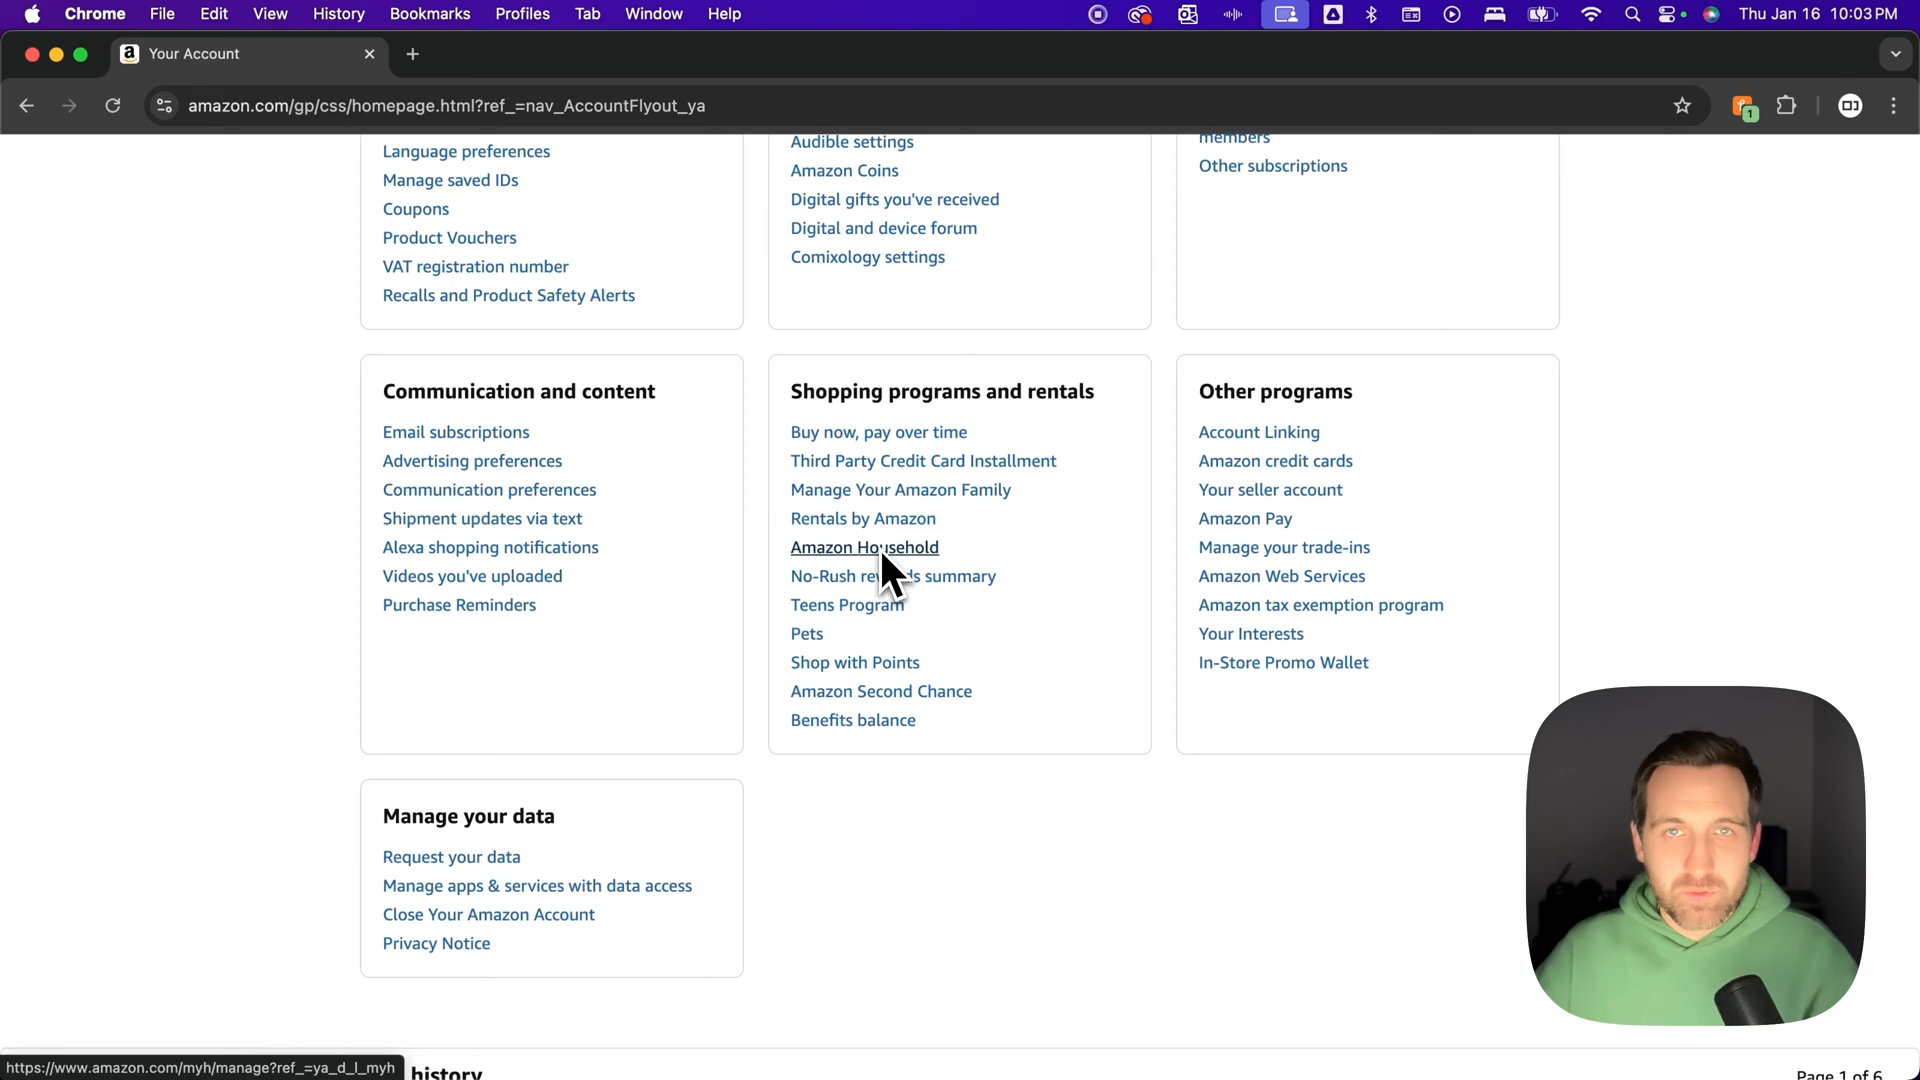 Chrome File Edit View History Bookmarks Profiles Tab Window Help Thu Jan 16 10:03 PM
Your Account
amazon.com/gp/css/homepage.html?ref_=nav_AccountFlyout_ya
1
Language preferences
Manage saved IDs
Coupons
Product Vouchers
VAT registration number
Recalls and Product Safety Alerts
Audible settings
Amazon Coins
Digital gifts you've received
Digital and device forum
Comixology settings
members
Other subscriptions
Communication and content
Email subscriptions
Advertising preferences
Communication preferences
Shipment updates via text
Alexa shopping notifications
Videos you've uploaded
Purchase Reminders
Shopping programs and rentals
Buy now, pay over time
Third Party Credit Card Installment
Manage Your Amazon Family
Rentals by Amazon
Amazon Household
No-Rush rewards summary
Teens Program
Pets
Shop with Points
Amazon Second Chance
Benefits balance
Other programs
Account Linking
Amazon credit cards
Your seller account
Amazon Pay
Manage your trade-ins
Amazon Web Services
Amazon tax exemption program
Your Interests
In-Store Promo Wallet
Manage your data
Request your data
Manage apps & services with data access
Close Your Amazon Account
Privacy Notice
https://www.amazon.com/myh/manage?ref_=ya_d_l_myh
history
Page 1 of 6